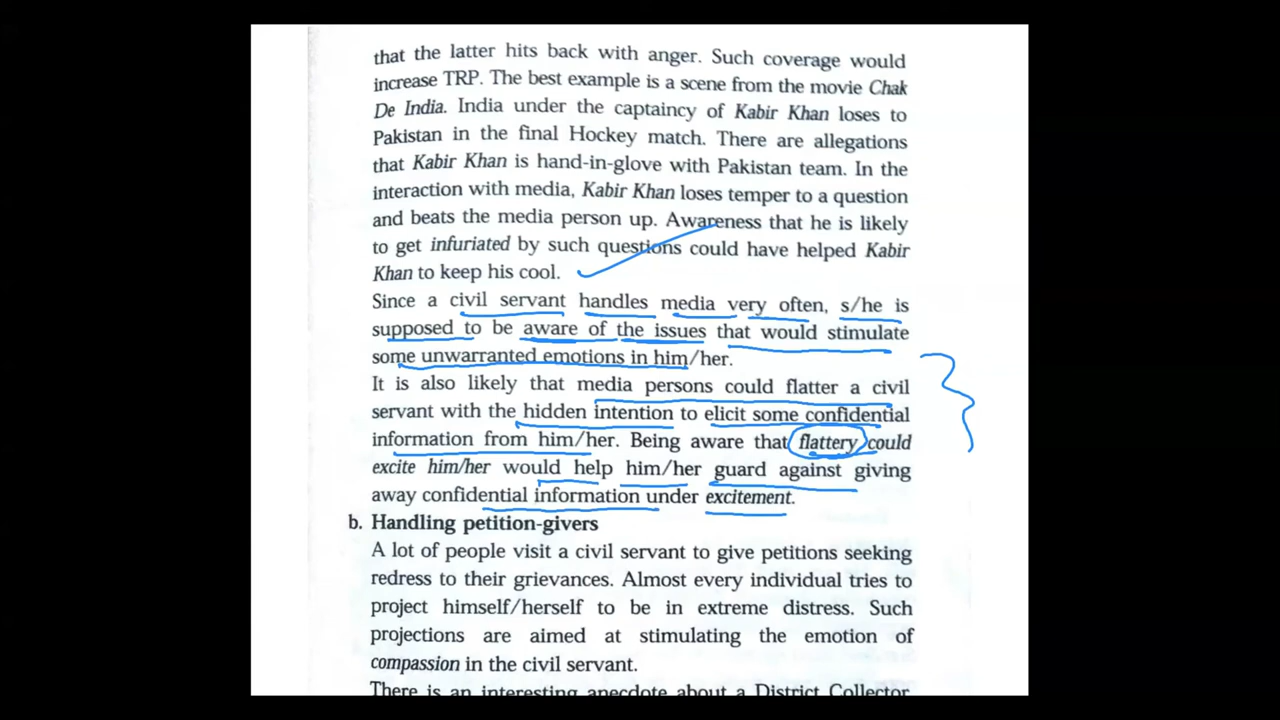 that the latter hits back with anger. Such coverage would
increase TRP. The best example is a scene from the movie Chak
De India. India under the captaincy of Kabir Khan loses to
Pakistan in the final Hockey match. There are allegations
that Kabir Khan is hand-in-glove with Pakistan team. In the
interaction with media, Kabir Khan loses temper to a question
and beats the media person up. Awareness that he is likely
to get infuriated by such questions could have helped Kabir
Khan to keep his cool.
Since a civil servant handles media very often, s/he is
supposed to be aware of the issues that would stimulate
some unwarranted emotions in him/her.
It is also likely that media persons could flatter a civil
servant with the hidden intention to elicit some confidential
information from him/her. Being aware that flattery could
excite him/her would help him/her guard against giving
away confidential information under excitement.
b. Handling petition-givers
A lot of people visit a civil servant to give petitions seeking
redress to their grievances. Almost every individual tries to
project himself/herself to be in extreme distress. Such
projections are aimed at stimulating the emotion of
compassion in the civil servant.
There is an interesting anecdote about a District Collector